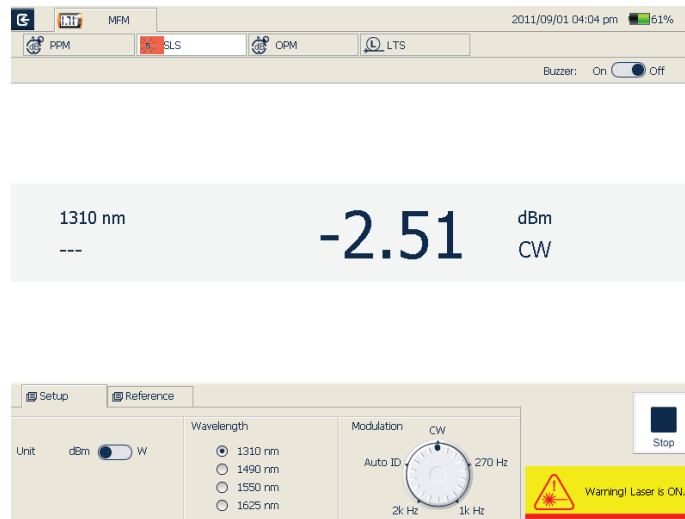 MFM 2011/09/01 04:04 pm 61%
dB PPM s SLS dB OPM L LTS
Buzzer: On Off
1310 nm -2.51 dBm
--- CW
Setup Reference
Wavelength Modulation CW
Unit dBm W 1310 nm Auto ID 270 Hz Stop
1490 nm
1550 nm Warning! Laser is ON.
1625 nm 2k Hz 1k Hz